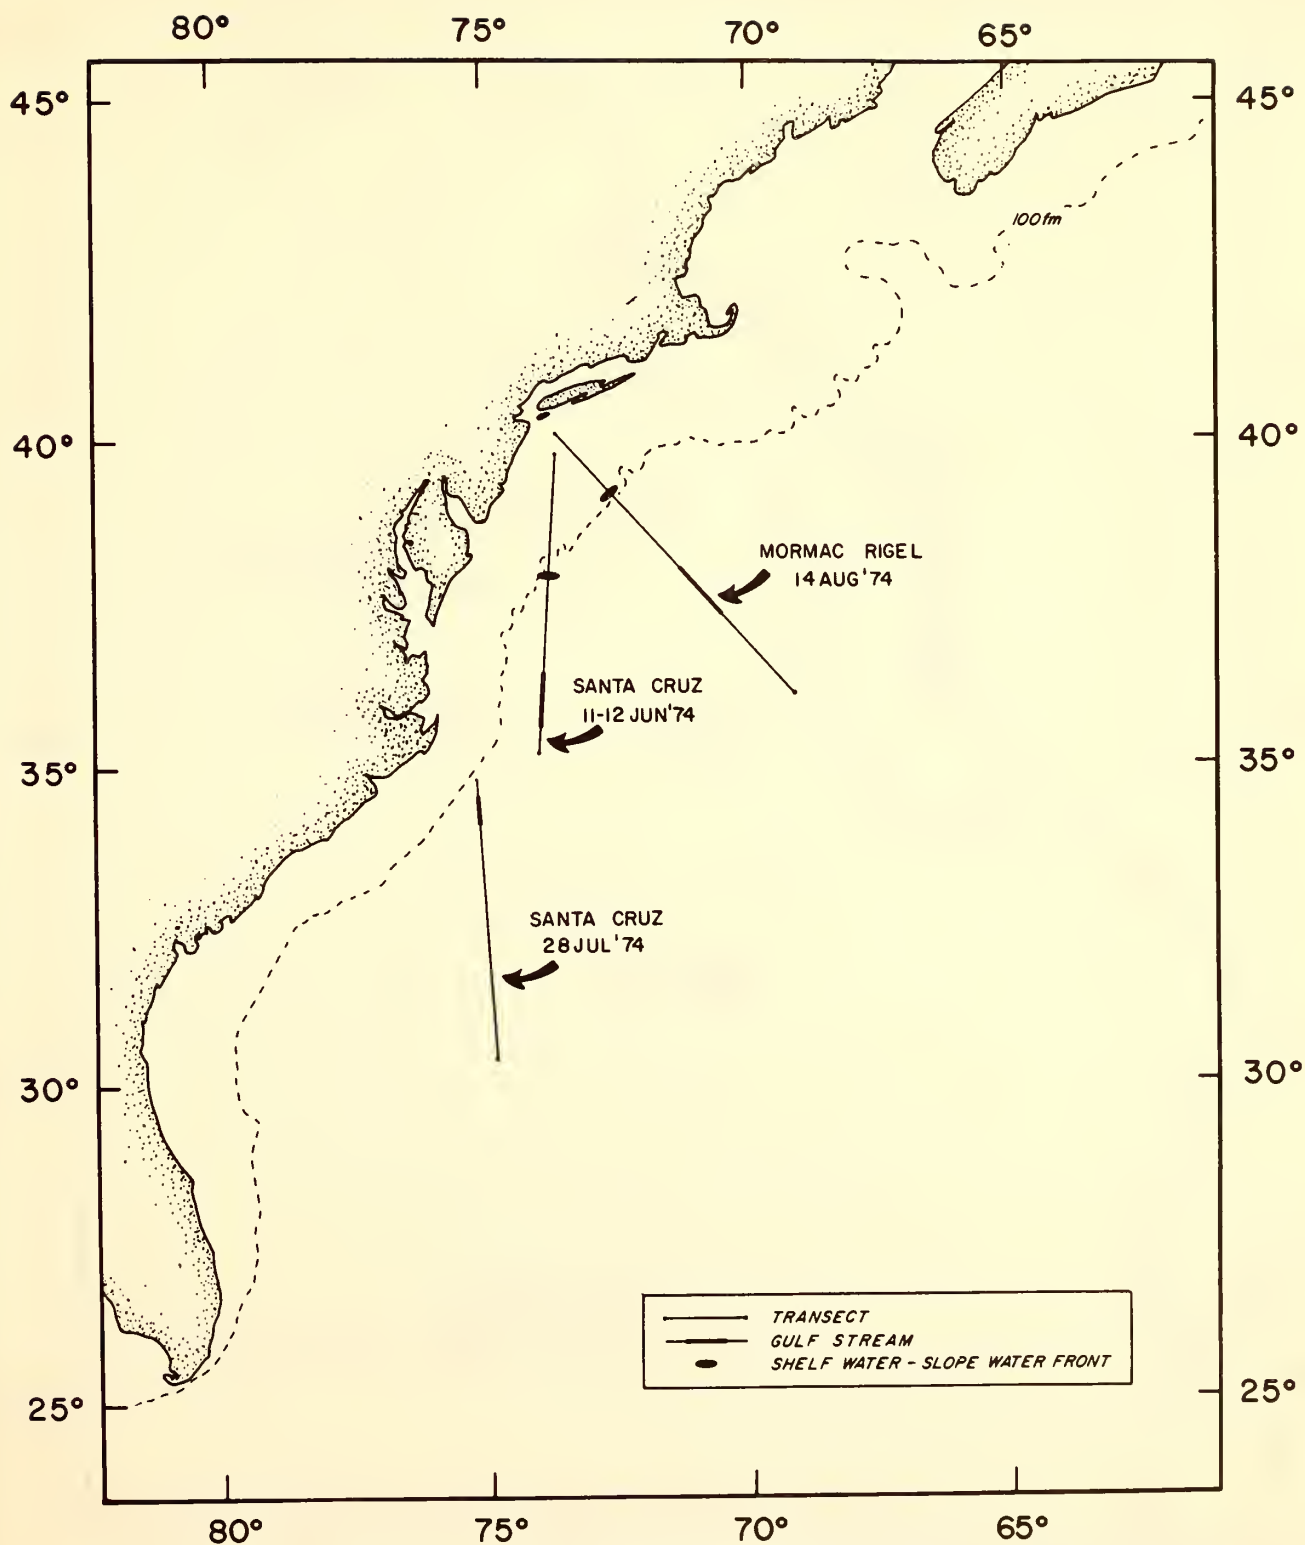 80° 75° 70° 65°
45° 45°
100fm
40° 40°
MORMAC RIGEL
14 AUG '74
SANTA CRUZ
11-12 JUN '74
35° 35°
SANTA CRUZ
28 JUL '74
30° 30°
TRANSECT
GULF STREAM
SHELF WATER - SLOPE WATER FRONT
25° 25°
80° 75° 70° 65°